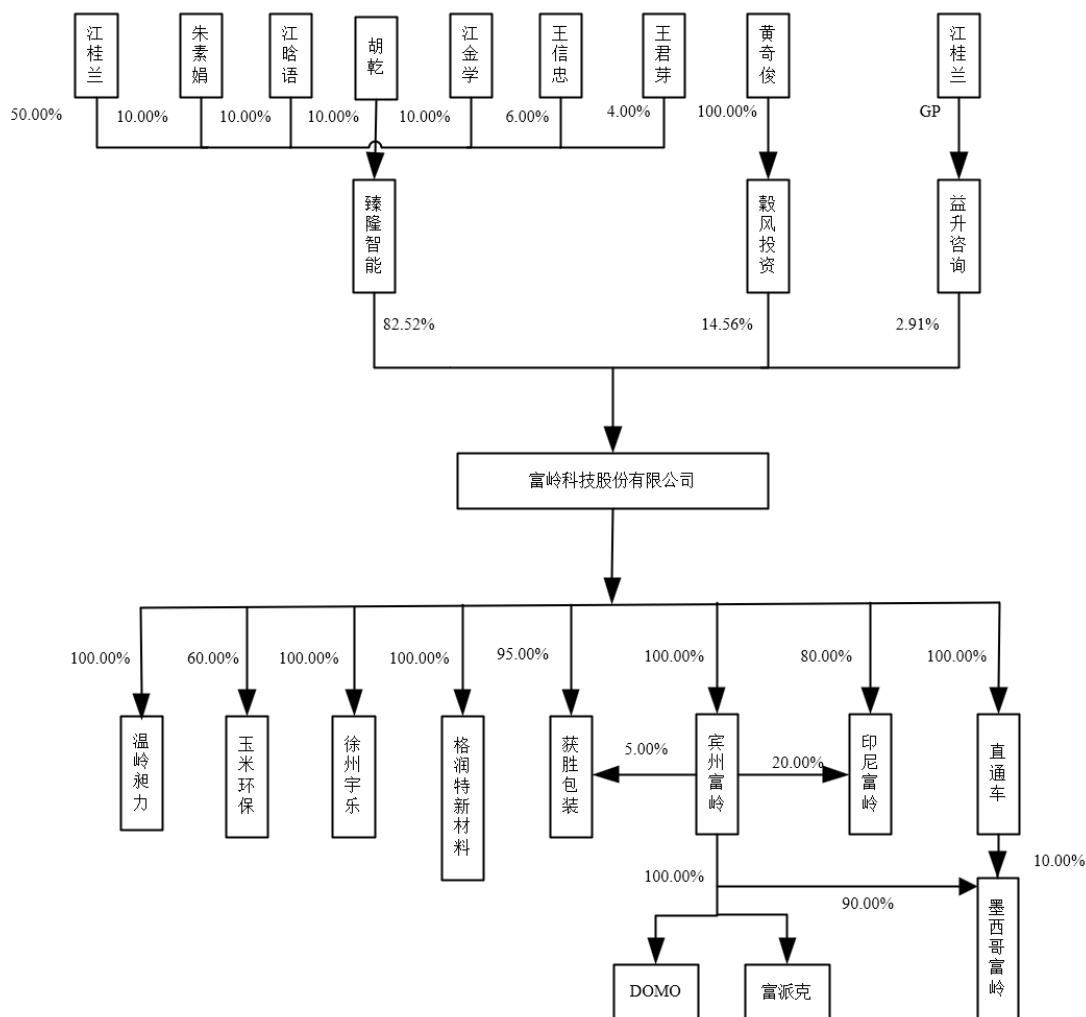 江桂兰
朱素娟
江晗语
胡乾
江金学
王信忠
王君芽
黄奇俊
江桂兰
50.00%
10.00%
10.00%
10.00%
10.00%
6.00%
4.00%
100.00%
GP
臻隆智能
穀风投资
益升咨询
82.52%
14.56%
2.91%
富岭科技股份有限公司
100.00%
60.00%
100.00%
100.00%
95.00%
100.00%
80.00%
100.00%
温岭昶力
玉米环保
徐州宇乐
格润特新材料
获胜包装
5.00%
宾州富岭
20.00%
印尼富岭
直通车
100.00%
90.00%
10.00%
墨西哥富岭
DOMO
富派克